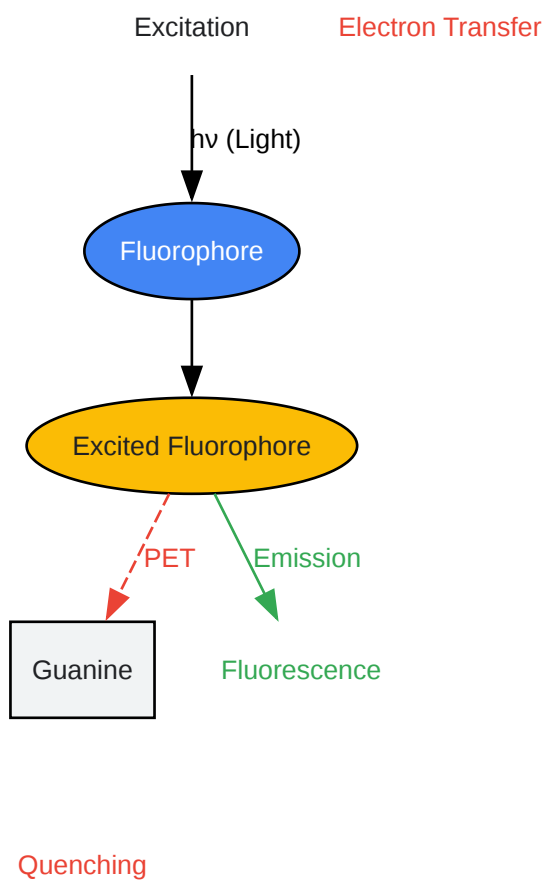 Excitation
Electron Transfer
hν (Light)
Fluorophore
Excited Fluorophore
PET
Emission
Guanine
Fluorescence
Quenching